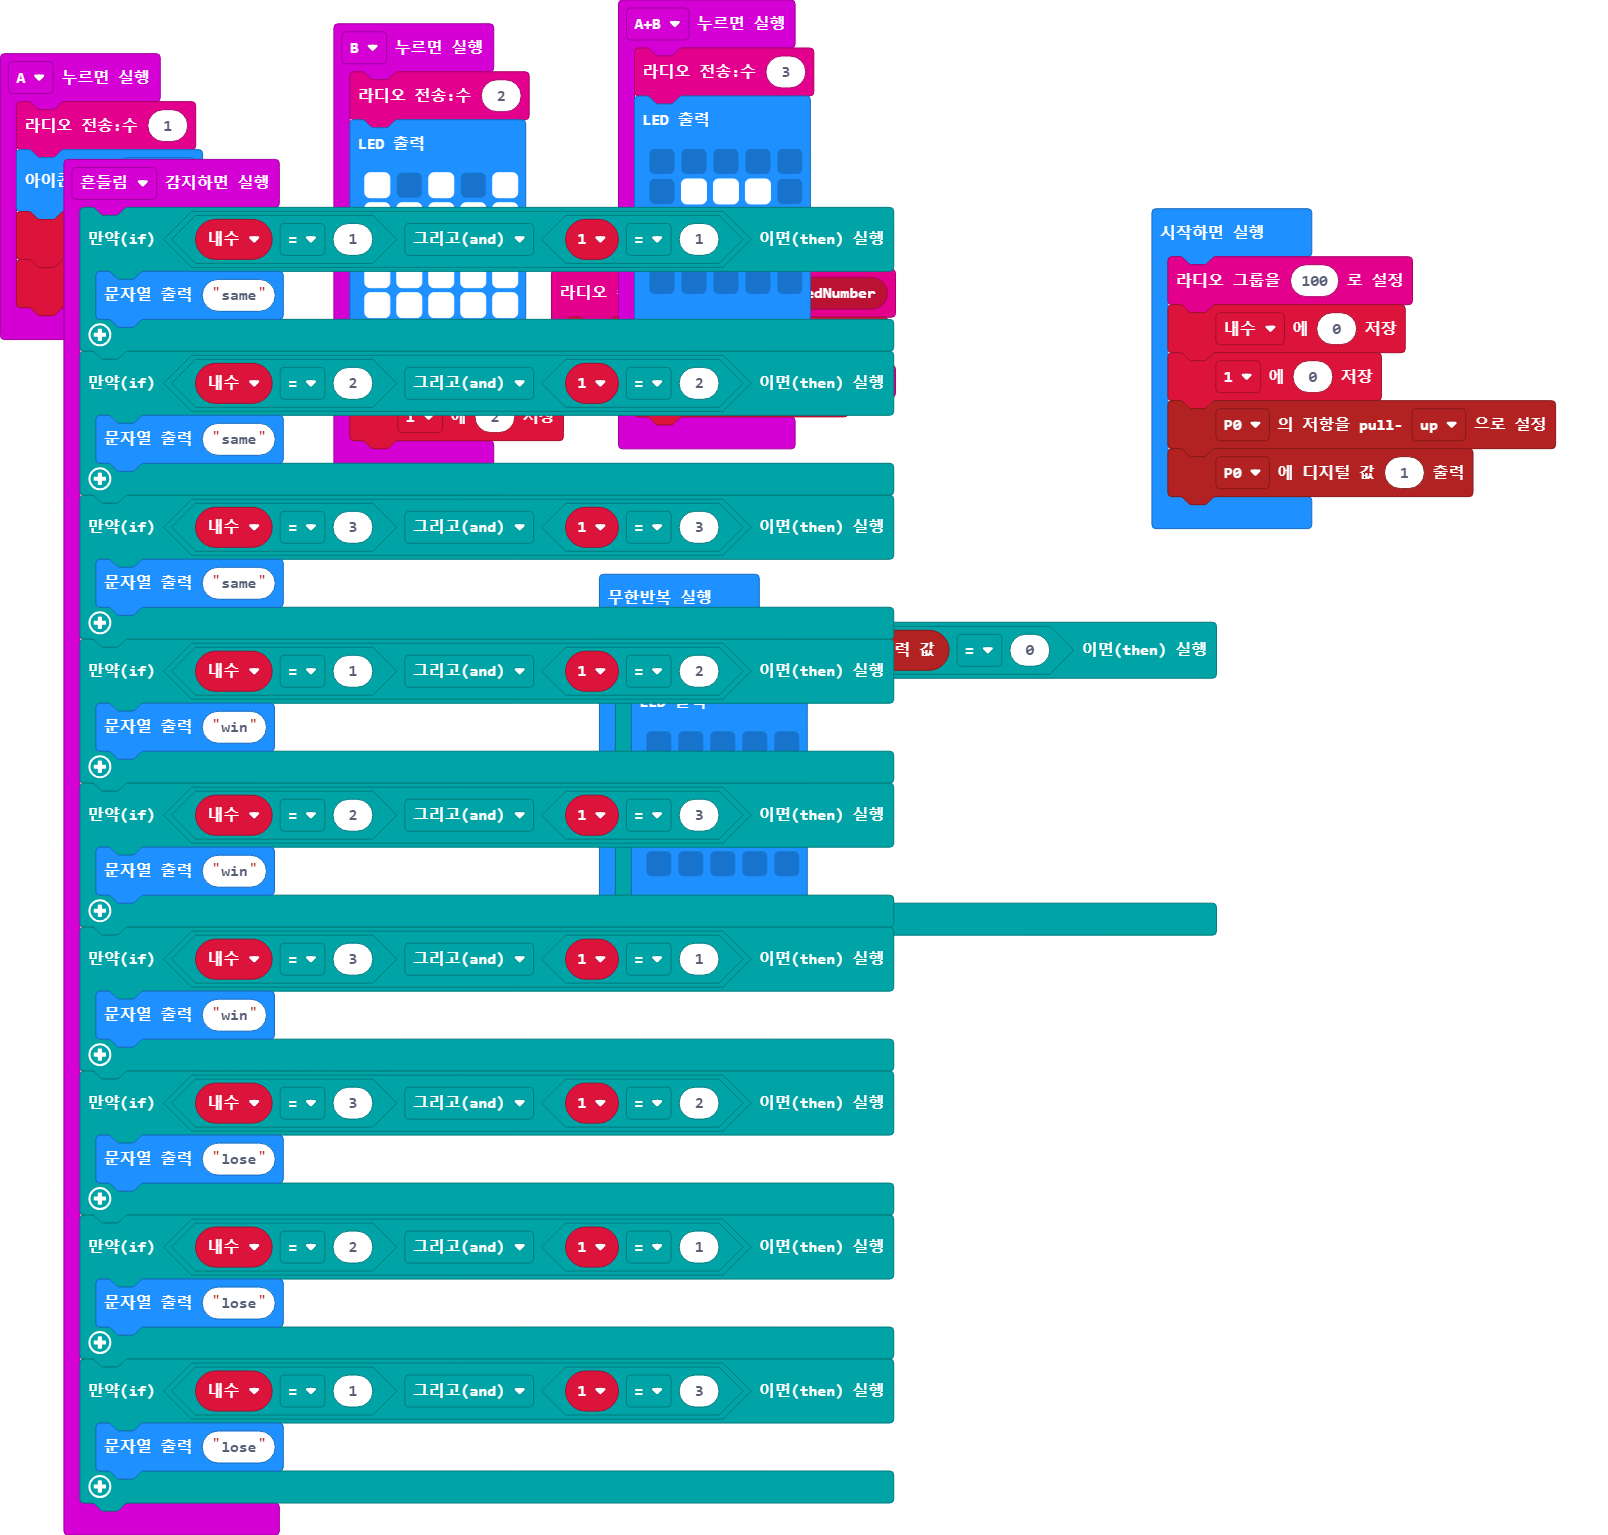 A 누르면 실행
라디오 전송:수 1
B 누르면 실행
라디오 전송:수 2
LED 출력
A+B 누르면 실행
라디오 전송:수 3
LED 출력
흔들림 감지하면 실행
만약(if) 내수 = 1 그리고(and) 1 = 1 이면(then) 실행
문자열 출력 "same"
만약(if) 내수 = 2 그리고(and) 1 = 2 이면(then) 실행
문자열 출력 "same"
만약(if) 내수 = 3 그리고(and) 1 = 3 이면(then) 실행
문자열 출력 "same"
만약(if) 내수 = 1 그리고(and) 1 = 2 이면(then) 실행
문자열 출력 "win"
만약(if) 내수 = 2 그리고(and) 1 = 3 이면(then) 실행
문자열 출력 "win"
만약(if) 내수 = 3 그리고(and) 1 = 1 이면(then) 실행
문자열 출력 "win"
만약(if) 내수 = 3 그리고(and) 1 = 2 이면(then) 실행
문자열 출력 "lose"
만약(if) 내수 = 2 그리고(and) 1 = 1 이면(then) 실행
문자열 출력 "lose"
만약(if) 내수 = 1 그리고(and) 1 = 3 이면(then) 실행
문자열 출력 "lose"
라디오
edNumber
1 에 2 저장
무한반복 실행
력 값 = 0 이면(then) 실행
LED 출력
시작하면 실행
라디오 그룹을 100 로 설정
내수 에 0 저장
1 에 0 저장
P0 의 저항을 pull- up 으로 설정
P0 에 디지털 값 1 출력